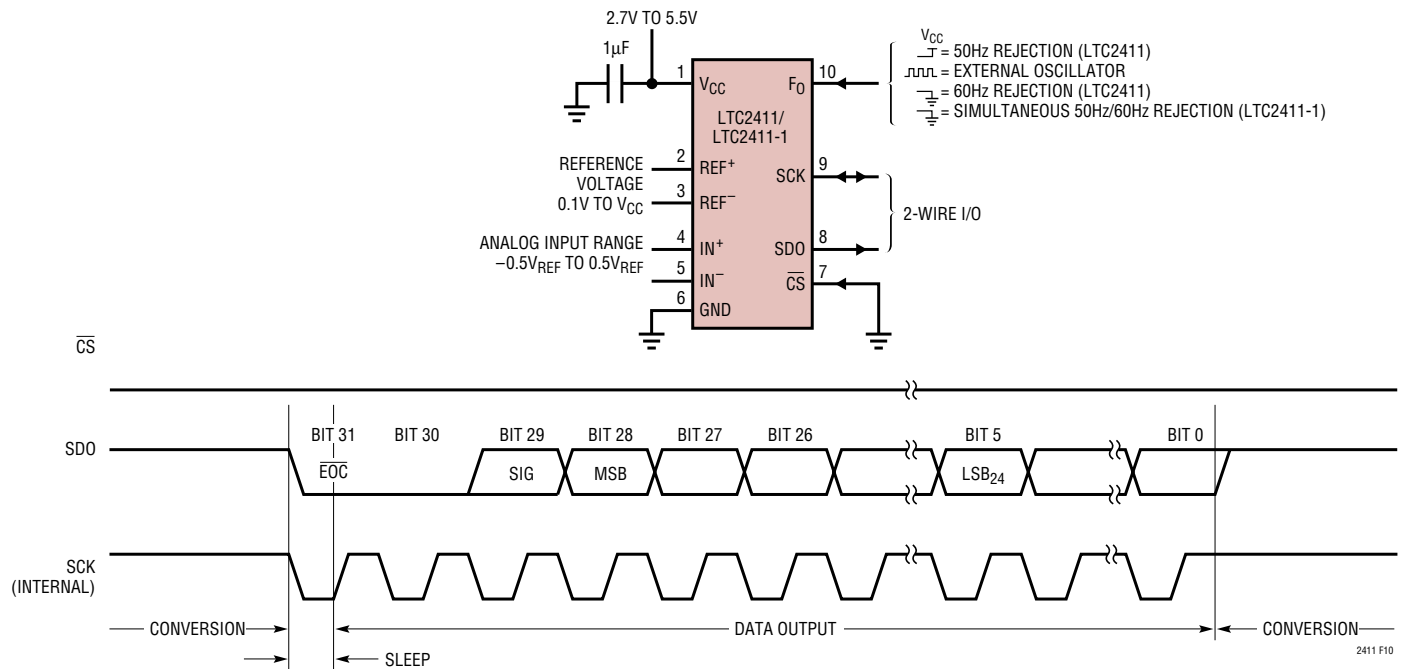 2.7V TO 5.5V
1µF
VCC
= 50Hz REJECTION (LTC2411)
= EXTERNAL OSCILLATOR
= 60Hz REJECTION (LTC2411)
= SIMULTANEOUS 50Hz/60Hz REJECTION (LTC2411-1)
1
VCC
FO
10
LTC2411/
LTC2411-1
REFERENCE
VOLTAGE
0.1V TO VCC
2
REF+
3
REF–
SCK
9
2-WIRE I/O
ANALOG INPUT RANGE
–0.5VREF TO 0.5VREF
4
IN+
5
IN–
SDO
8
CS
7
6
GND
CS
SDO
BIT 31
BIT 30
BIT 29
BIT 28
BIT 27
BIT 26
BIT 5
BIT 0
EOC
SIG
MSB
LSB24
SCK
(INTERNAL)
CONVERSION
DATA OUTPUT
CONVERSION
SLEEP
2411 F10